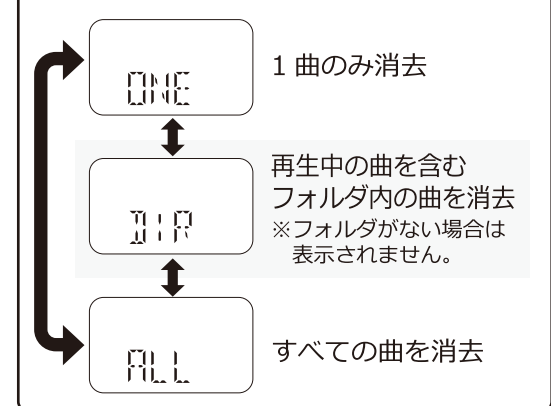 ONE
1 曲のみ消去
DIR
再生中の曲を含む
フォルダ内の曲を消去
※フォルダがない場合は
表示されません。
ALL
すべての曲を消去